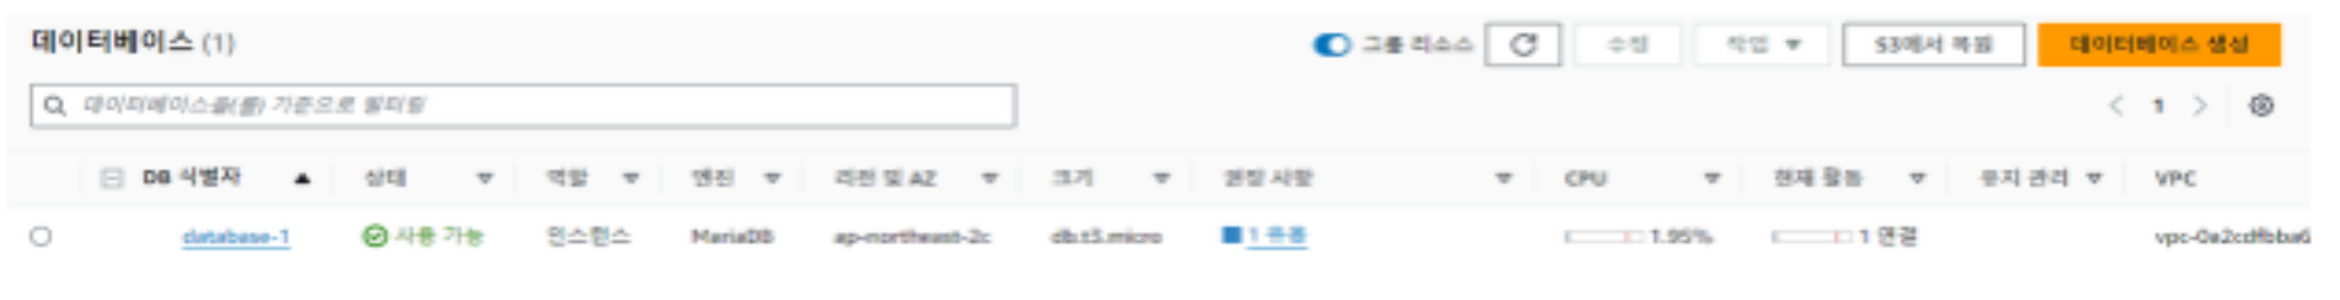 데이터베이스 (1)
그룹 리소스 수정 작업 S3에서 복원 데이터베이스 생성
데이터베이스을(를) 기준으로 필터링
1
DB 식별자 상태 역할 엔진 리전 및 AZ 크기 권장 사항 CPU 현재 활동 유지 관리 VPC
database-1 사용 가능 인스턴스 MariaDB ap-northeast-2c db.t3.micro 1 1.95% 1 연결